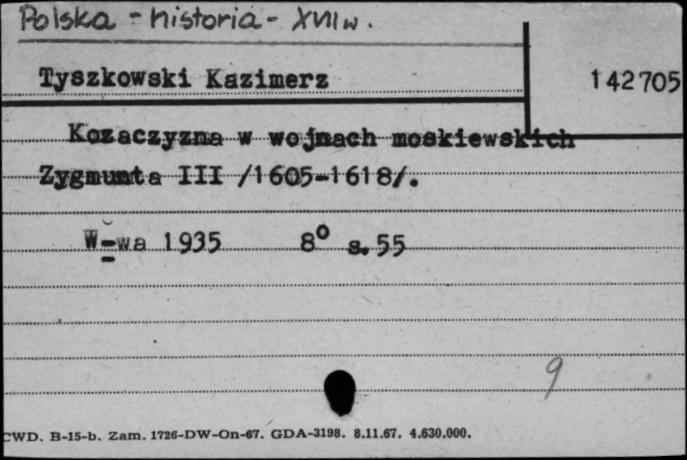 Polska - historia - XVII w.
Tyszkowski Kazimerz
142705
Kozaczyzna w wojnach moskiewskich
Zygmunta III /1605-1618/.
W-wa 1935 8° s. 55
9
CWD. B-15-b. Zam. 1726-DW-On-67. GDA-3198. 8.11.67. 4.630.000.